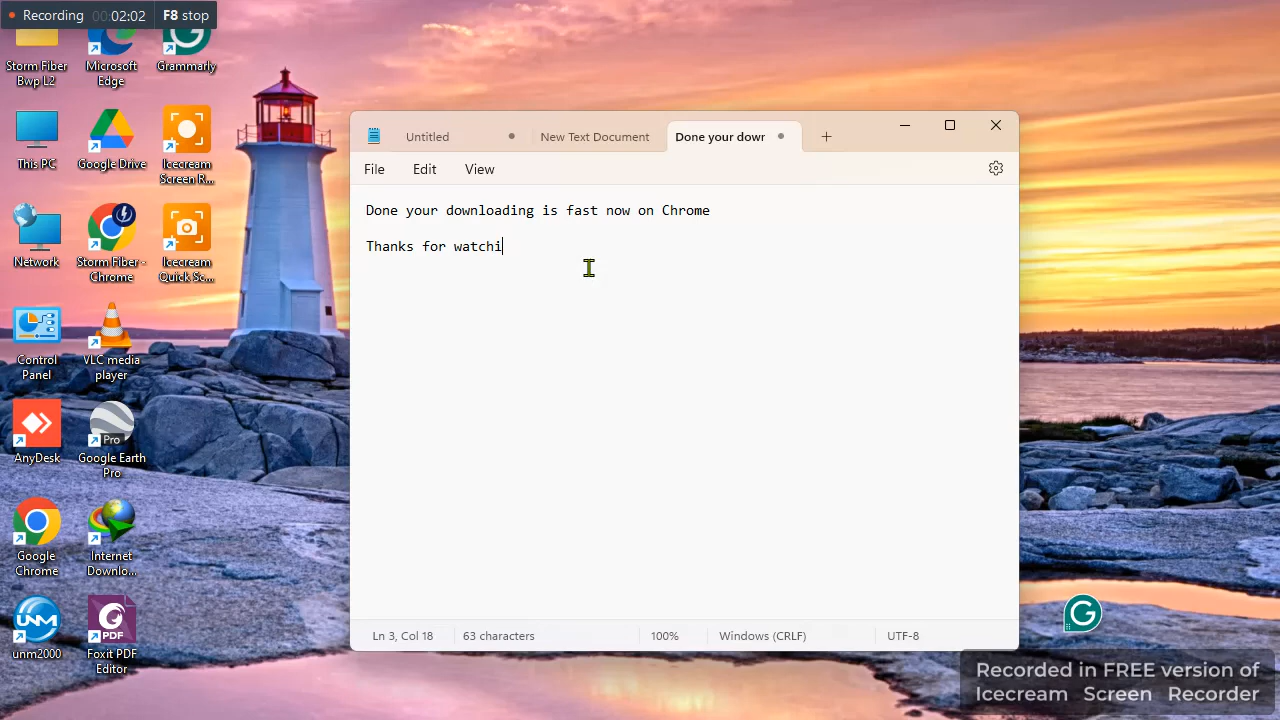 Recording 00:02:02 F8 stop
Storm Fiber
Bwp L2
Microsoft
Edge
Grammarly
This PC
Google Drive
Icecream
Screen R...
Network
Storm Fiber -
Chrome
Icecream
Quick Sc...
Control
Panel
VLC media
player
AnyDesk
Pro
Google Earth
Pro
Google
Chrome
Internet
Downlo...
UNM
unm2000
PDF
Foxit PDF
Editor
Untitled
New Text Document
Done your dowr
File Edit View
Done your downloading is fast now on Chrome
Thanks for watchi
Ln 3, Col 18 63 characters 100% Windows (CRLF) UTF-8
Recorded in FREE version of
Icecream Screen Recorder